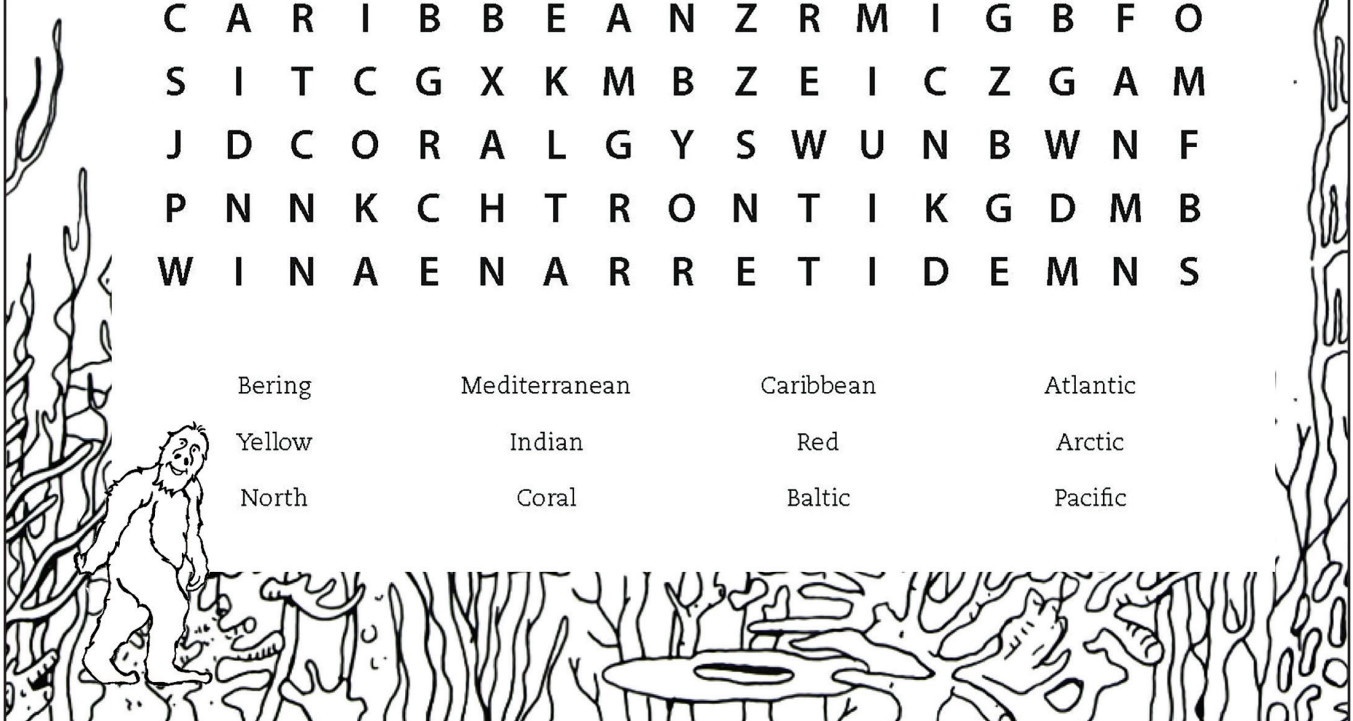 C A R I B B E A N Z R M I G B F O
S I T C G X K M B Z E I C Z G A M
J D C O R A L G Y S W U N B W N F
P N N K C H T R O N T I K G D M B
W I N A E N A R R E T I D E M N S
Bering Mediterranean Caribbean Atlantic
Yellow Indian Red Arctic
North Coral Baltic Pacific